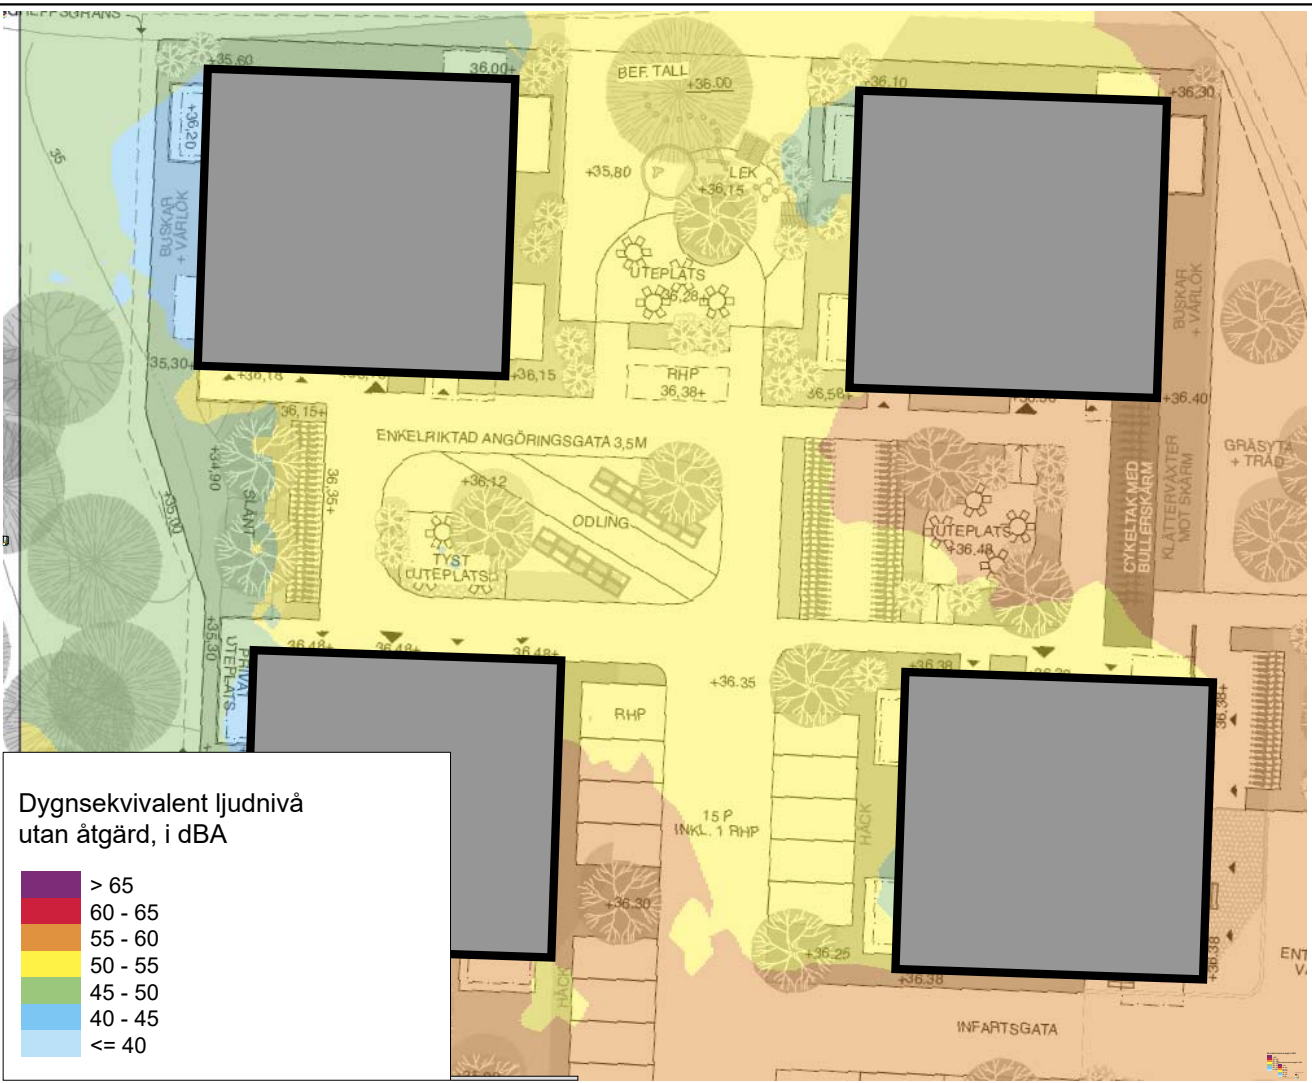 +35.60
36.00+
BEF. TALL
+36.00
+36,10
+36,30
+36,20
35
+35,80
LEK
+36,15
BUSKAR
+ VÅRLÖK
UTEPLATS
36,28+
BUSKAR
+ VÅRLÖK
35,30+
+36,15
RHP
36,38+
36,58+
+36.40
36,15+
ENKELRIKTAD ANGÖRINGSGATA 3,5M
GRÄSYTA
+ TRÄD
+34,90
36,35+
+36,12
ODLING
SLÄNT
+35,00
TYST
UTEPLATS
UTEPLATS
+36,48
CYKELTAK MED
BULLERSKÄRM
KLÄTTERVÄXTER
MOT SKÄRM
+35,30
PRIVAT
UTEPLATS
36,48+
36,48+
36,48+
+36.35
+36.38
36,38+
RHP
15 P
INKL. 1 RHP
HÄCK
+36.30
+36.25
+36.38
+36.38
HÄCK
INFARTSGATA
Dygnsekvivalent ljudnivå
utan åtgärd, i dBA
> 65
60 - 65
55 - 60
50 - 55
45 - 50
40 - 45
<= 40